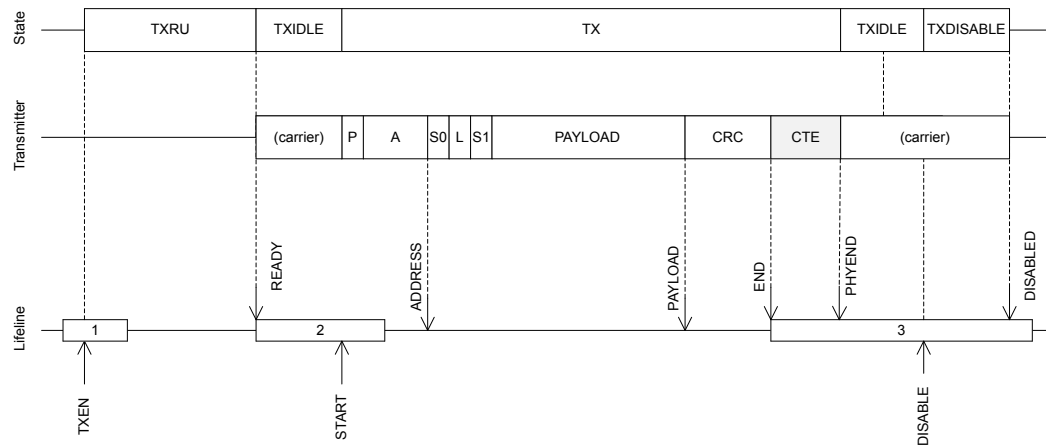 State
TXRU
TXIDLE
TX
TXIDLE
TXDISABLE
Transmitter
(carrier)
P
A
S0
L
S1
PAYLOAD
CRC
CTE
(carrier)
READY
ADDRESS
PAYLOAD
END
PHYEND
DISABLED
Lifeline
1
2
3
TXEN
START
DISABLE